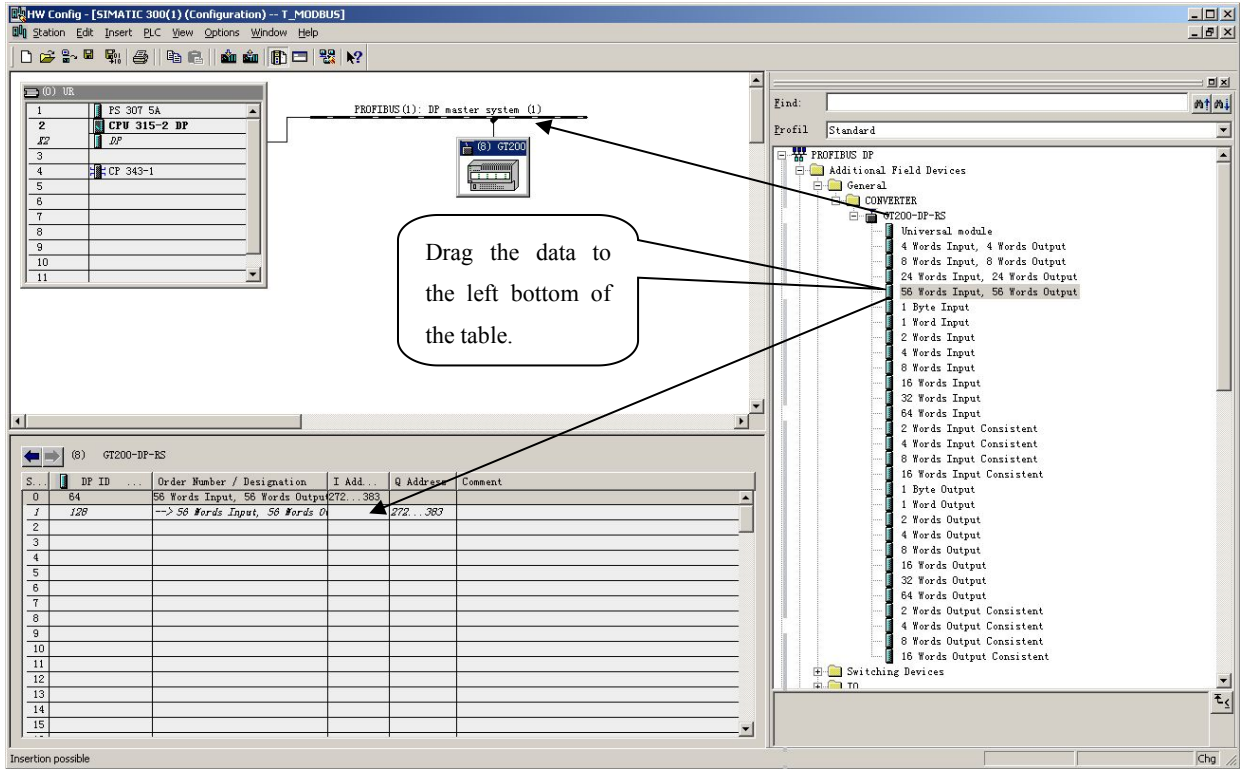 HW Config - [SIMATIC 300(1) (Configuration) -- T_MODBUS]
Station Edit Insert PLC View Options Window Help
(0) UR
1 PS 307 5A
2 CPU 315-2 DP
X2 DP
3
4 CP 343-1
5
6
7
8
9
10
11
PROFIBUS(1): DP master system (1)
(8) GT200
Drag the data to
the left bottom of
the table.
(8) GT200-DP-RS
S... DP ID ... Order Number / Designation I Add... Q Address Comment
0 64 56 Words Input, 56 Words Output 272...383
1 128 --> 56 Words Input, 56 Words O 272...383
2
3
4
5
6
7
8
9
10
11
12
13
14
15
Find:
Profil Standard
PROFIBUS DP
Additional Field Devices
General
CONVERTER
GT200-DP-RS
Universal module
4 Words Input, 4 Words Output
8 Words Input, 8 Words Output
24 Words Input, 24 Words Output
56 Words Input, 56 Words Output
1 Byte Input
1 Word Input
2 Words Input
4 Words Input
8 Words Input
16 Words Input
32 Words Input
64 Words Input
2 Words Input Consistent
4 Words Input Consistent
8 Words Input Consistent
16 Words Input Consistent
1 Byte Output
1 Word Output
2 Words Output
4 Words Output
8 Words Output
16 Words Output
32 Words Output
64 Words Output
2 Words Output Consistent
4 Words Output Consistent
8 Words Output Consistent
16 Words Output Consistent
Switching Devices
Insertion possible
Chg